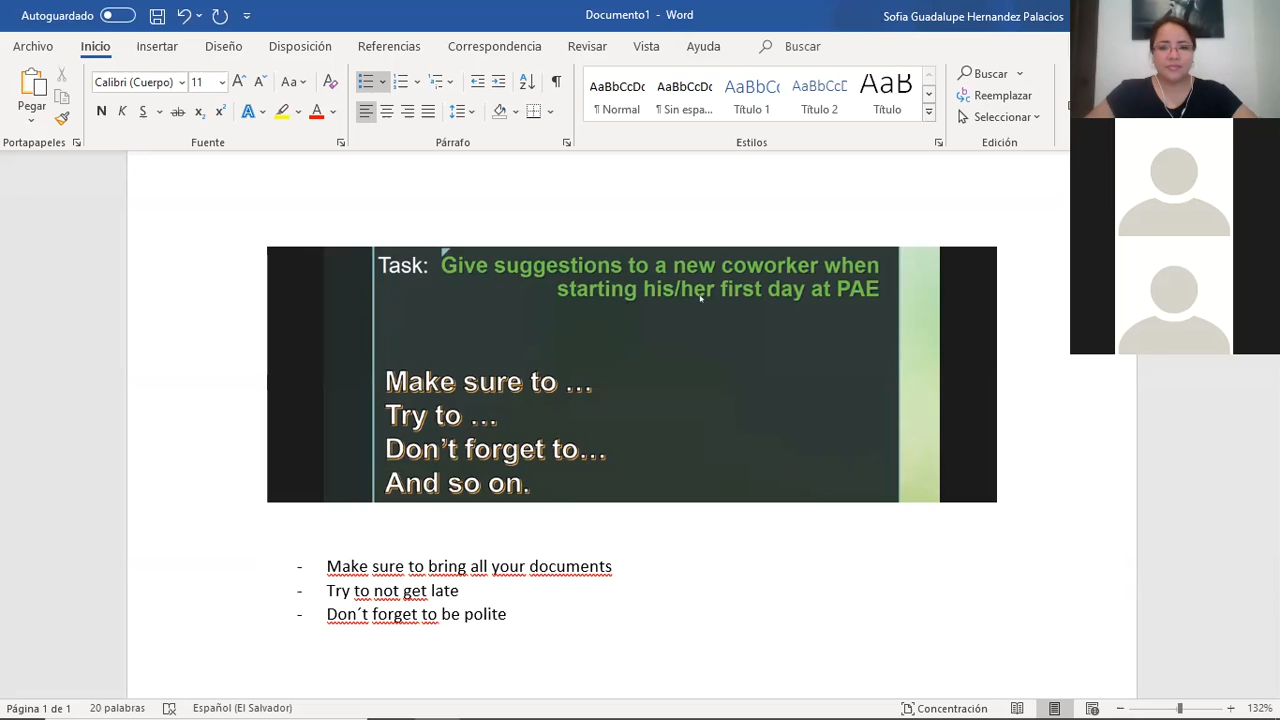 Autoguardado
Documento1 - Word
Sofia Guadalupe Hernandez Palacios
Archivo Inicio Insertar Diseño Disposición Referencias Correspondencia Revisar Vista Ayuda Buscar
Pegar
Calibri (Cuerpo) 11
AaBbCcDc AaBbCcDc AaBbCc AaBbCcD AaB
¶ Normal ¶ Sin espa... Título 1 Título 2 Título
Buscar
Reemplazar
Seleccionar
Portapapeles Fuente Párrafo Estilos Edición
Task: Give suggestions to a new coworker when
starting his/her first day at PAE
Make sure to …
Try to …
Don’t forget to…
And so on.
- Make sure to bring all your documents
- Try to not get late
- Don´t forget to be polite
Página 1 de 1 20 palabras Español (El Salvador) Concentración 132%